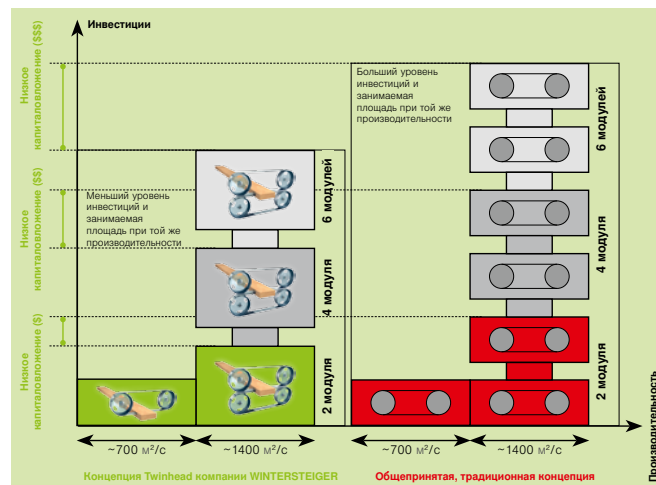 Инвестиции
Низкое
капиталовложение ($$$)
Низкое
капиталовложение ($$)
Низкое
капиталовложение ($)
Меньший уровень
инвестиций и
занимаемая
площадь при той же
производительности
6 модулей
4 модуля
2 модуля
Больший уровень
инвестиций и
занимаемая
площадь при той же
производительности
6 модулей
4 модуля
2 модуля
Производительность
~700 м²/с
~1400 м²/с
~700 м²/с
~1400 м²/с
Концепция Twinhead компании WINTERSTEIGER
Общепринятая, традиционная концепция